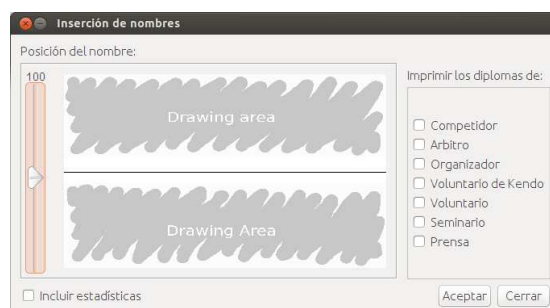 Inserción de nombres
Posición del nombre:
100
Drawing area
Drawing Area
Imprimir los diplomas de:
Competidor
Arbitro
Organizador
Voluntario de Kendo
Voluntario
Seminario
Prensa
Incluir estadísticas
Aceptar
Cerrar